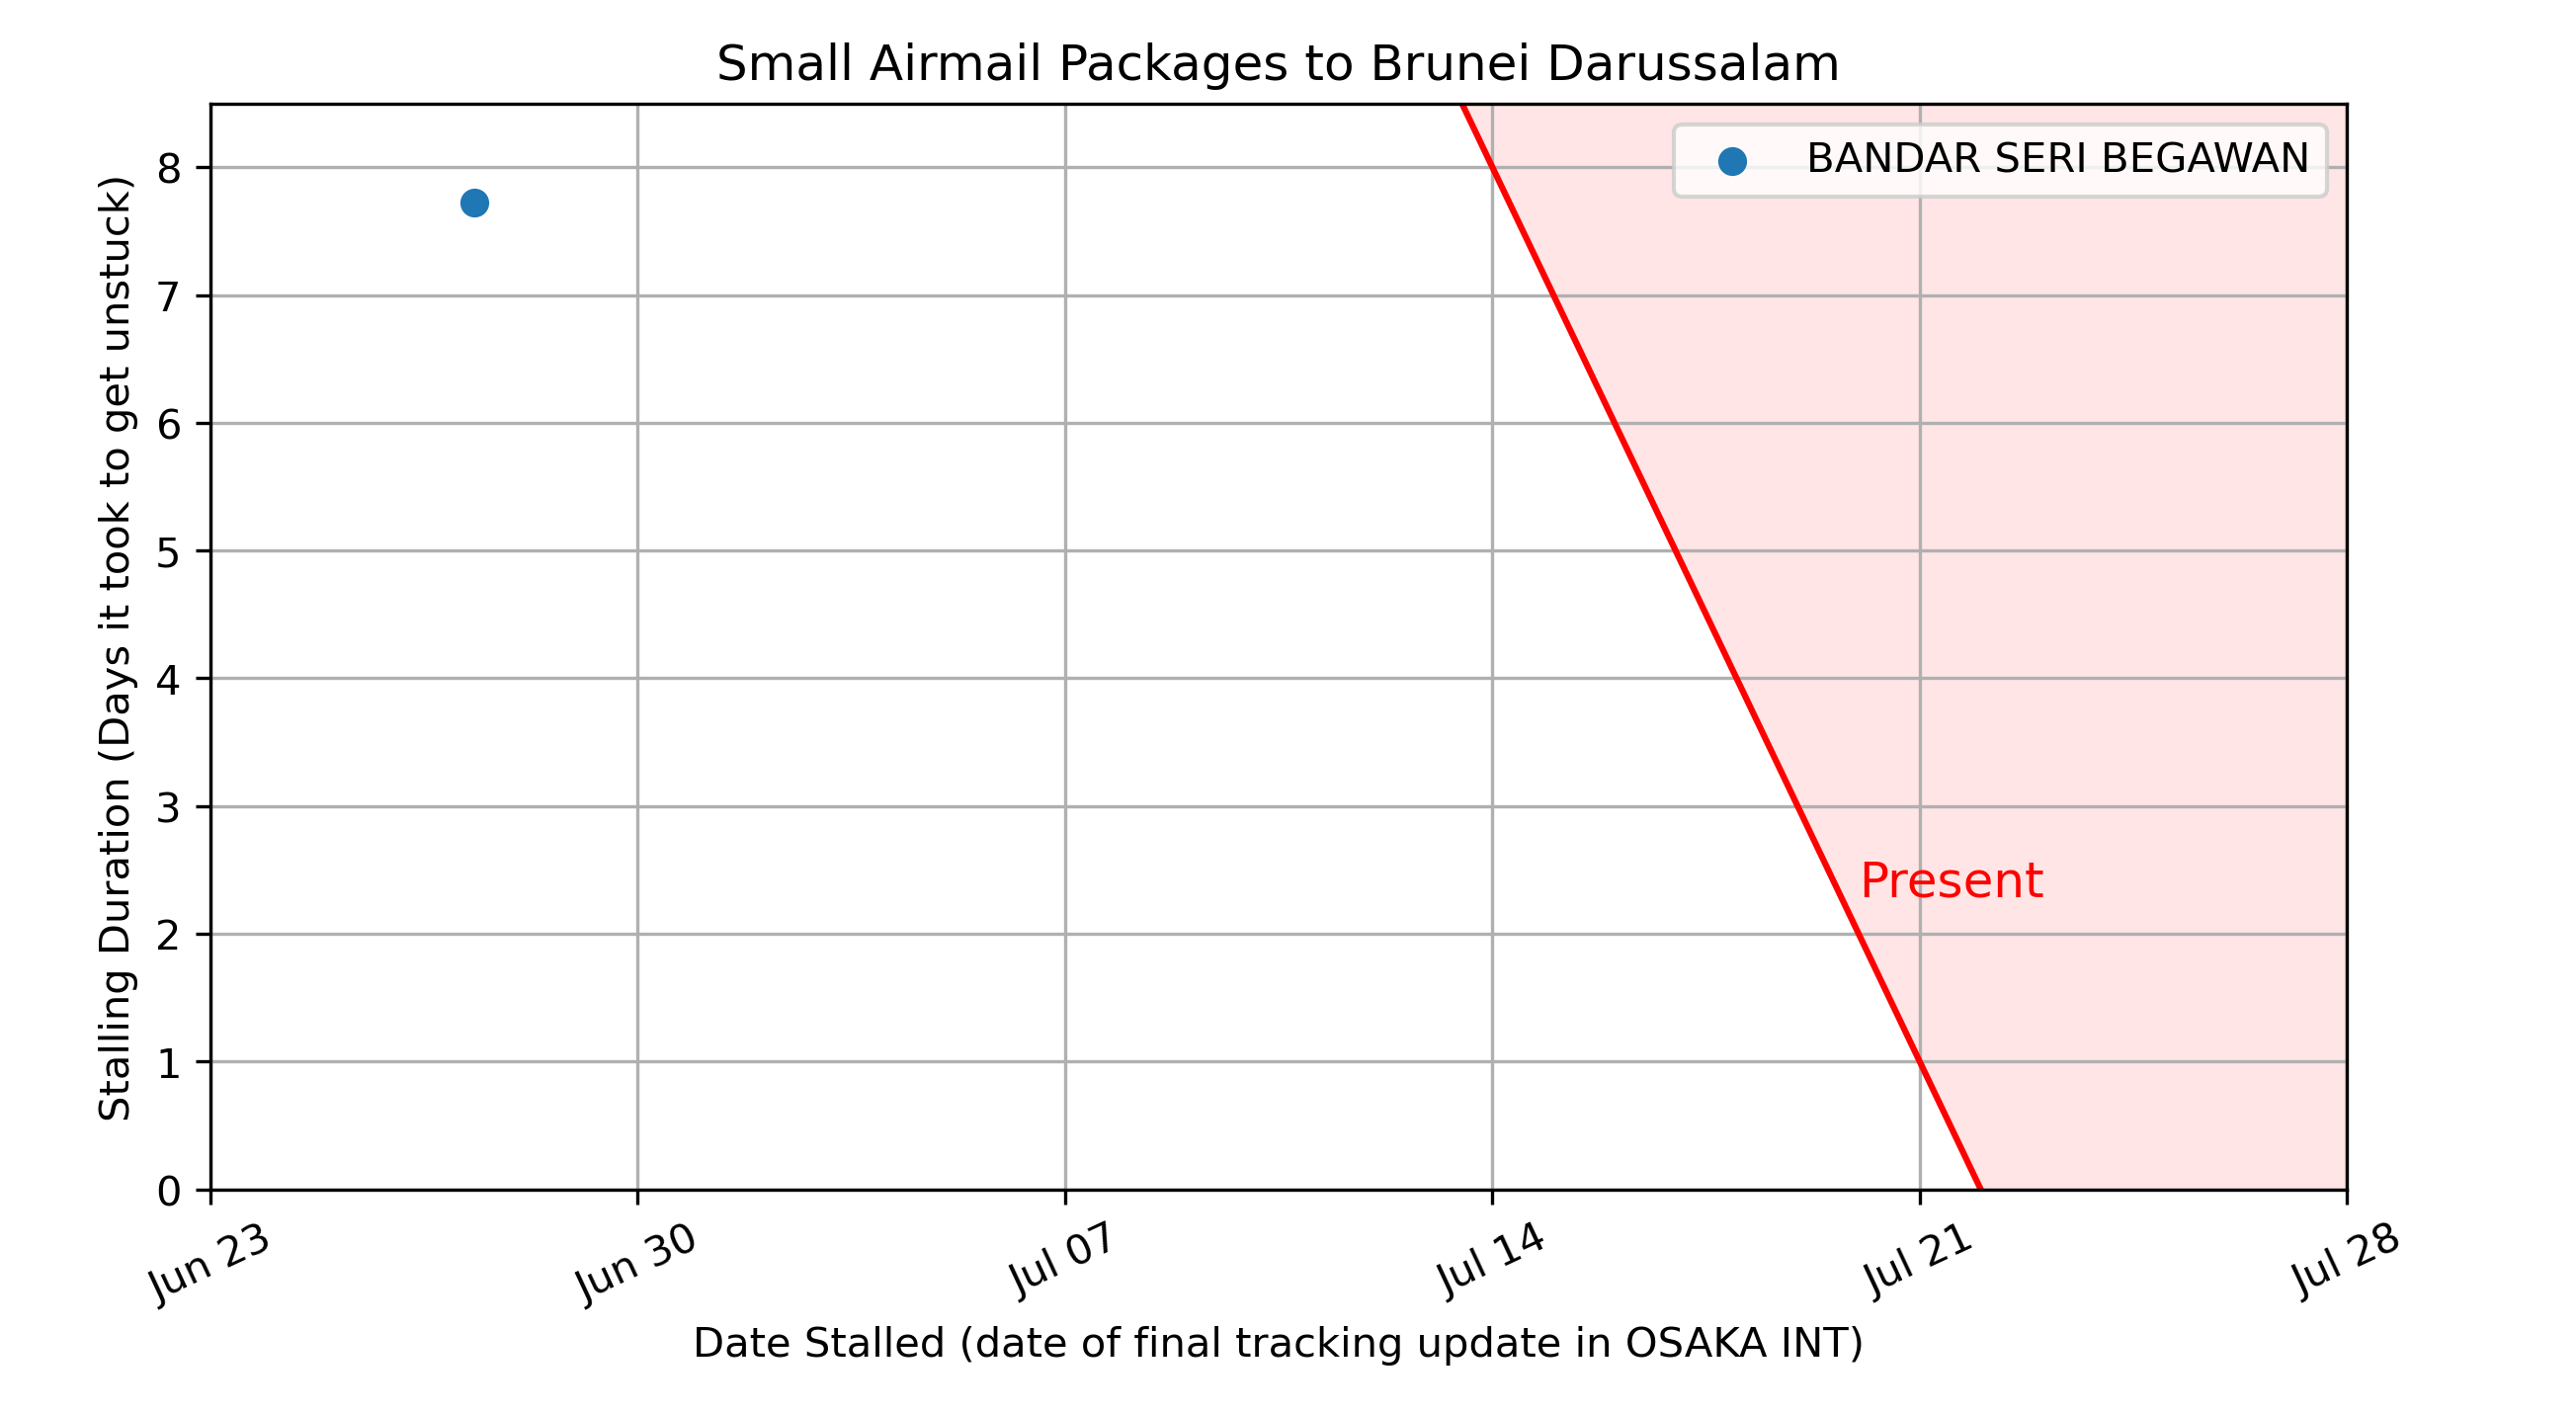 Small Airmail Packages to Brunei Darussalam
BANDAR SERI BEGAWAN
Stalling Duration (Days it took to get unstuck)
8
7
6
5
4
3
2
1
0
Present
Jun 23
Jun 30
Jul 07
Jul 14
Jul 21
Jul 28
Date Stalled (date of final tracking update in OSAKA INT)